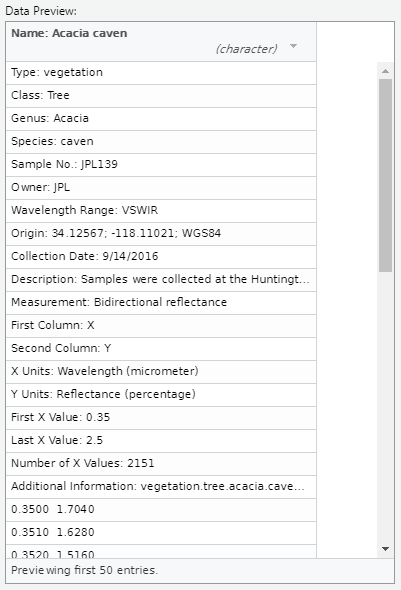 Data Preview:
Name: Acacia caven
(character)
Type: vegetation
Class: Tree
Genus: Acacia
Species: caven
Sample No.: JPL139
Owner: JPL
Wavelength Range: VSWIR
Origin: 34.12567; -118.11021; WGS84
Collection Date: 9/14/2016
Description: Samples were collected at the Huntingt...
Measurement: Bidirectional reflectance
First Column: X
Second Column: Y
X Units: Wavelength (micrometer)
Y Units: Reflectance (percentage)
First X Value: 0.35
Last X Value: 2.5
Number of X Values: 2151
Additional Information: vegetation.tree.acacia.cave...
0.3500 1.7040
0.3510 1.6280
0.3520 1.5160
Previewing first 50 entries.